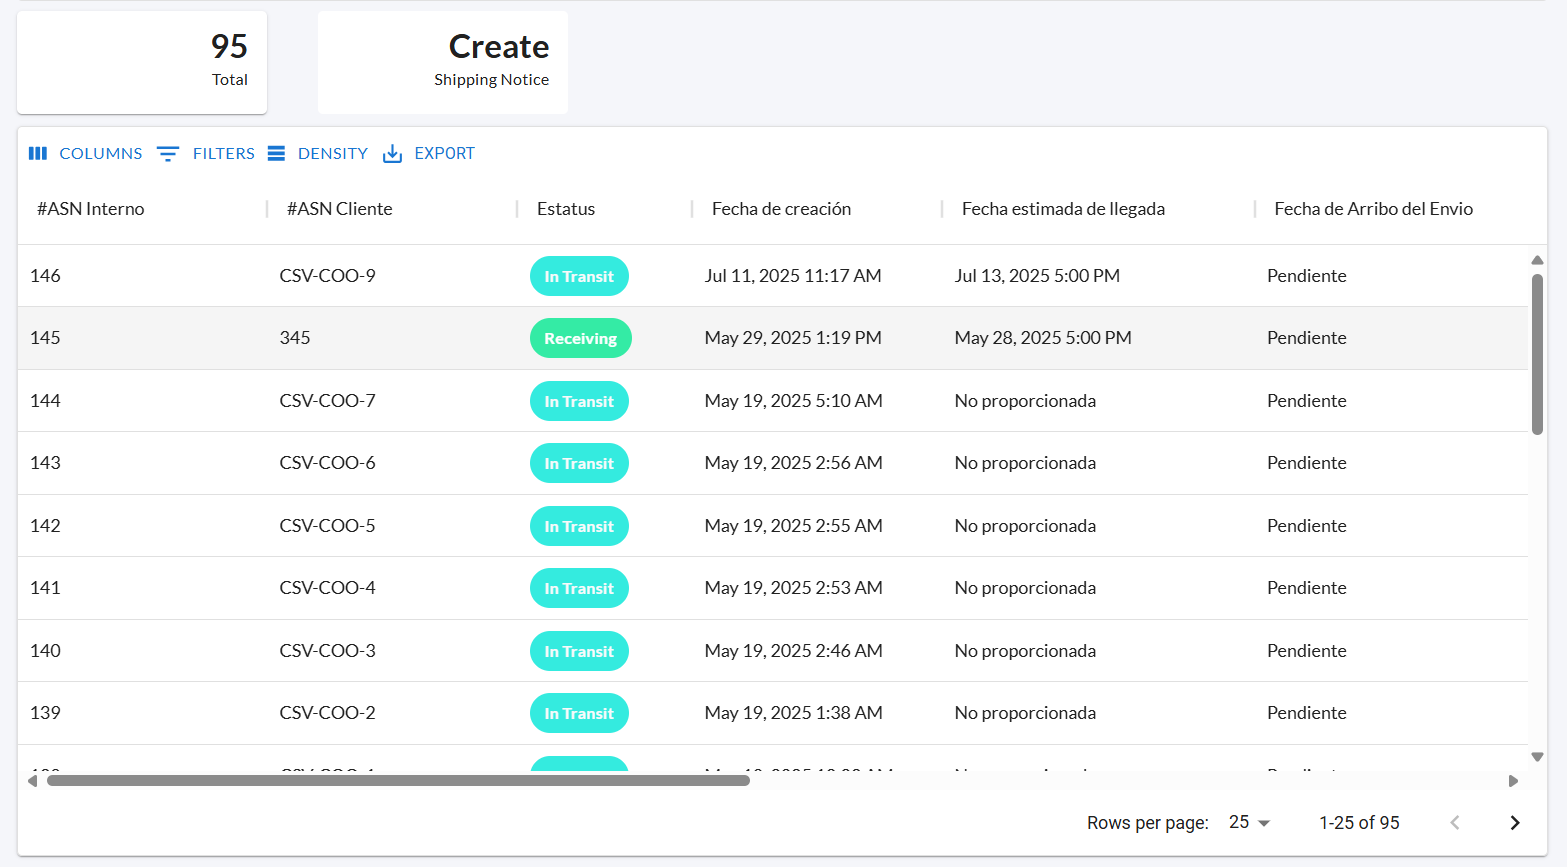 95
Total
Create
Shipping Notice
COLUMNS FILTERS DENSITY EXPORT
#ASN Interno #ASN Cliente Estatus Fecha de creación Fecha estimada de llegada Fecha de Arribo del Envio
146 CSV-COO-9 In Transit Jul 11, 2025 11:17 AM Jul 13, 2025 5:00 PM Pendiente
145 345 Receiving May 29, 2025 1:19 PM May 28, 2025 5:00 PM Pendiente
144 CSV-COO-7 In Transit May 19, 2025 5:10 AM No proporcionada Pendiente
143 CSV-COO-6 In Transit May 19, 2025 2:56 AM No proporcionada Pendiente
142 CSV-COO-5 In Transit May 19, 2025 2:55 AM No proporcionada Pendiente
141 CSV-COO-4 In Transit May 19, 2025 2:53 AM No proporcionada Pendiente
140 CSV-COO-3 In Transit May 19, 2025 2:46 AM No proporcionada Pendiente
139 CSV-COO-2 In Transit May 19, 2025 1:38 AM No proporcionada Pendiente
Rows per page: 25 1-25 of 95